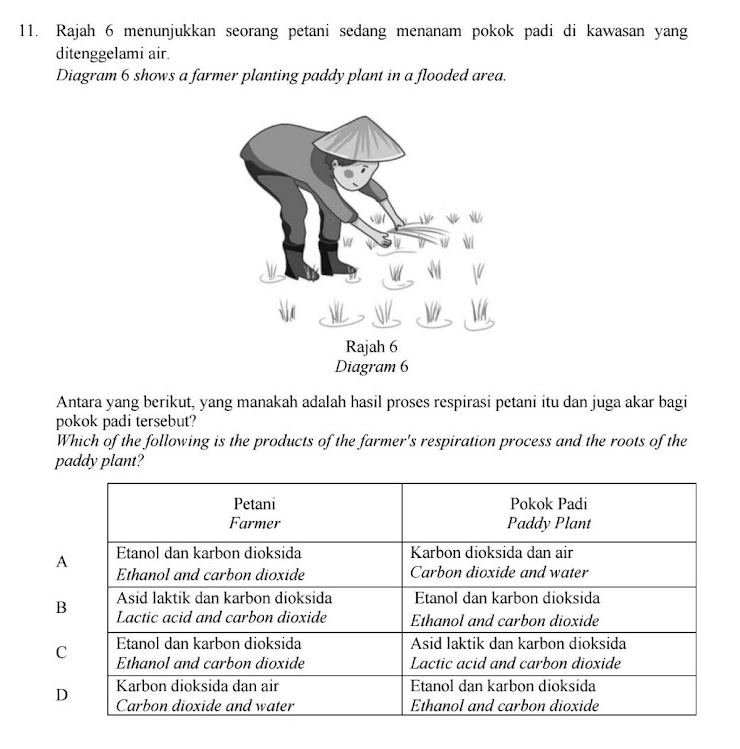 11. Rajah 6 menunjukkan seorang petani sedang menanam pokok padi di kawasan yang
ditenggelami air.
Diagram 6 shows a farmer planting paddy plant in a flooded area.
Rajah 6
Diagram 6
Antara yang berikut, yang manakah adalah hasil proses respirasi petani itu dan juga akar bagi
pokok padi tersebut?
Which of the following is the products of the farmer's respiration process and the roots of the
paddy plant?
Petani Pokok Padi
Farmer Paddy Plant
A Etanol dan karbon dioksida Karbon dioksida dan air
Ethanol and carbon dioxide Carbon dioxide and water
B Asid laktik dan karbon dioksida Etanol dan karbon dioksida
Lactic acid and carbon dioxide Ethanol and carbon dioxide
C Etanol dan karbon dioksida Asid laktik dan karbon dioksida
Ethanol and carbon dioxide Lactic acid and carbon dioxide
D Karbon dioksida dan air Etanol dan karbon dioksida
Carbon dioxide and water Ethanol and carbon dioxide